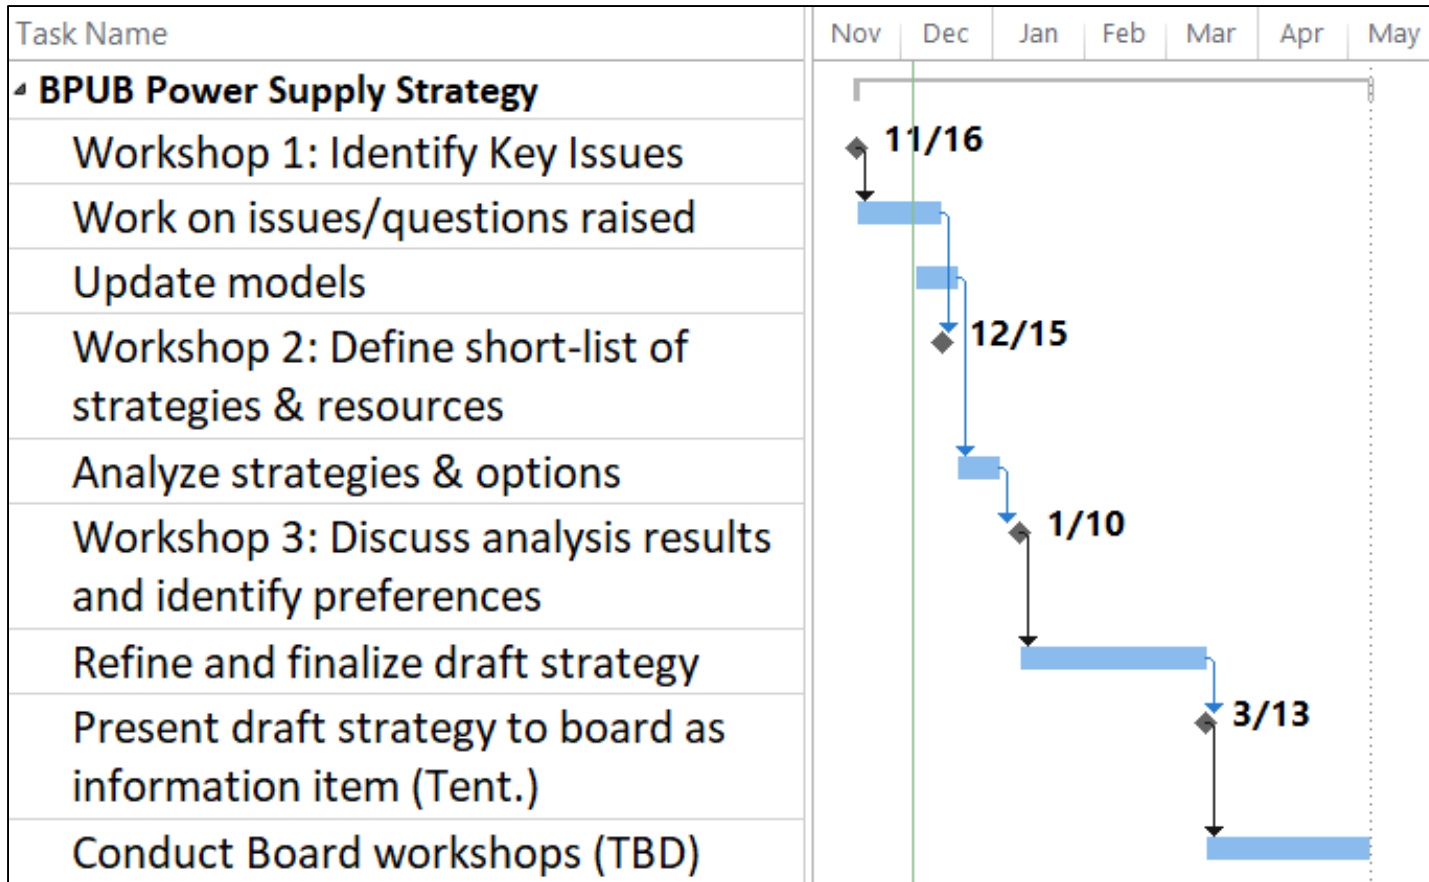 Task Name
Nov Dec Jan Feb Mar Apr May
BPUB Power Supply Strategy
Workshop 1: Identify Key Issues
11/16
Work on issues/questions raised
Update models
Workshop 2: Define short-list of
strategies & resources
12/15
Analyze strategies & options
Workshop 3: Discuss analysis results
and identify preferences
1/10
Refine and finalize draft strategy
Present draft strategy to board as
information item (Tent.)
3/13
Conduct Board workshops (TBD)